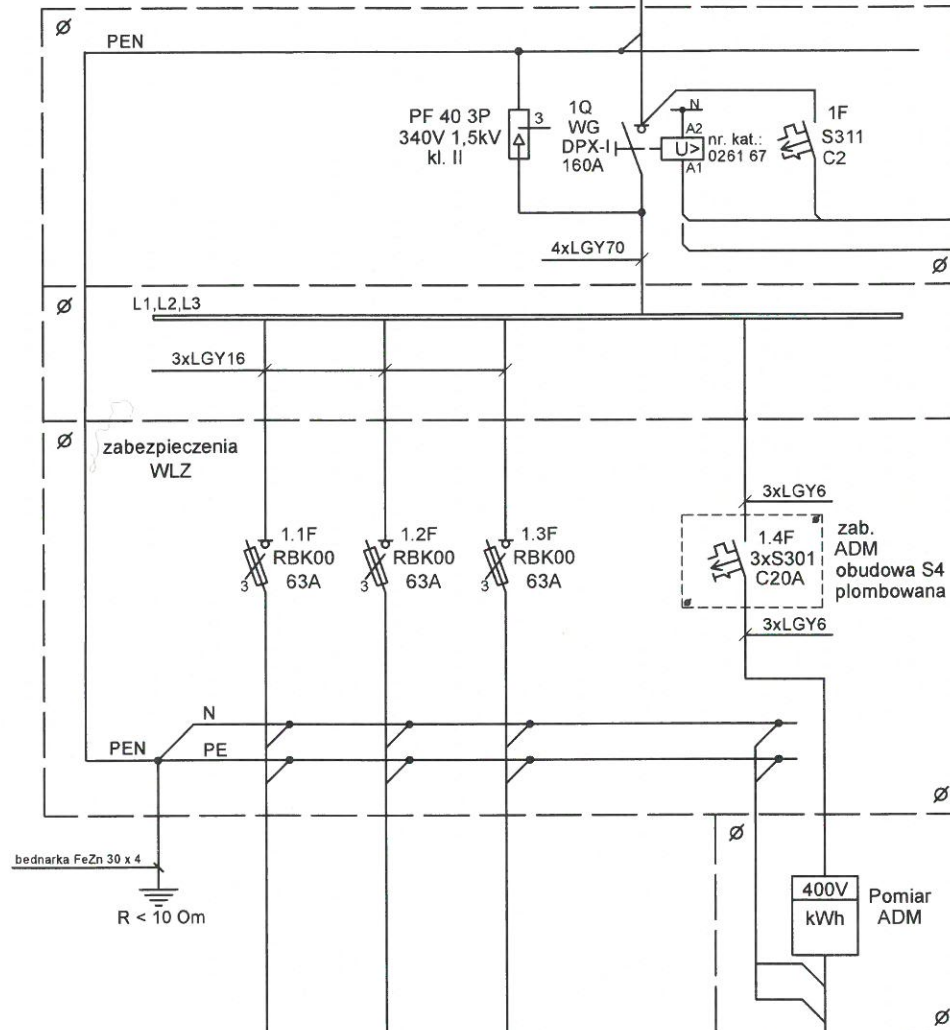 PEN
PF 40 3P
340V 1,5kV
kl. II
3
1Q
WG
DPX-I
160A
N
A2
U>
A1
nr. kat.:
0261 67
1F
S311
C2
4xLGY70
L1,L2,L3
3xLGY16
zabezpieczenia
WLZ
1.1F
RBK00
63A
3
1.2F
RBK00
63A
3
1.3F
RBK00
63A
3
3xLGY6
1.4F
3xS301
C20A
zab.
ADM
obudowa S4
plombowana
3xLGY6
N
PEN
PE
bednarka FeZn 30 x 4
R < 10 Om
400V
kWh
Pomiar
ADM